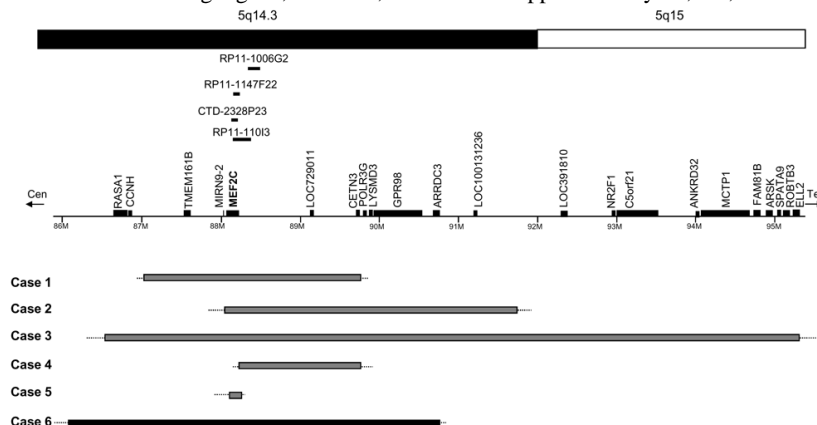 5q14.3 5q15
RP11-1006G2
RP11-1147F22
CTD-2328P23
RP11-110I3
Cen RASA1 CCNH TMEM161B MIRN9-2 MEF2C LOC729011 CETN3 POLR3G LYSMD3 GPR98 ARRDC3 LOC100131236 LOC391810 NR2F1 C5orf21 ANKRD32 MCTP1 FAM81B ARSK SPATA9 ROBTB3 ELL2
86M 87M 88M 89M 90M 91M 92M 93M 94M 95M
Case 1
Case 2
Case 3
Case 4
Case 5
Case 6